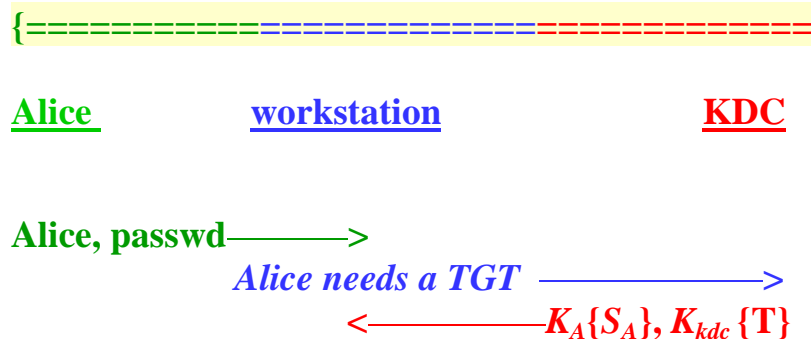 {=====================================
Alice workstation KDC
Alice, passwd———>
Alice needs a TGT ————————>
<————————K_A{S_A}, K_kdc {T}